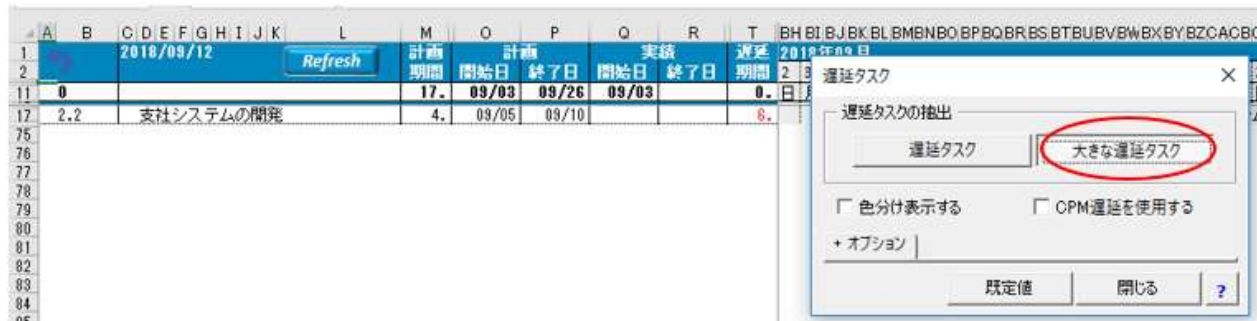 A B C D E F G H I J K L M O P Q R T BH BI BJ BK BL BM BN BO BP BQ BR BS BT BU BV BW BX BY BZ CA CB
1 2018/09/12 Refresh 計画 計画 実績 遅延 2018年09月
2 期間 開始日 終了日 開始日 終了日 期間 2 3
11 0 17. 09/03 09/26 09/03 0. 日
17 2.2 支社システムの開発 4. 09/05 09/10 6.
75
76
77
78
79
80
81
82
83
84
遅延タスク ×
遅延タスクの抽出
遅延タスク 大きな遅延タスク
色分け表示する CPM遅延を使用する
+ オプション
既定値 閉じる ?